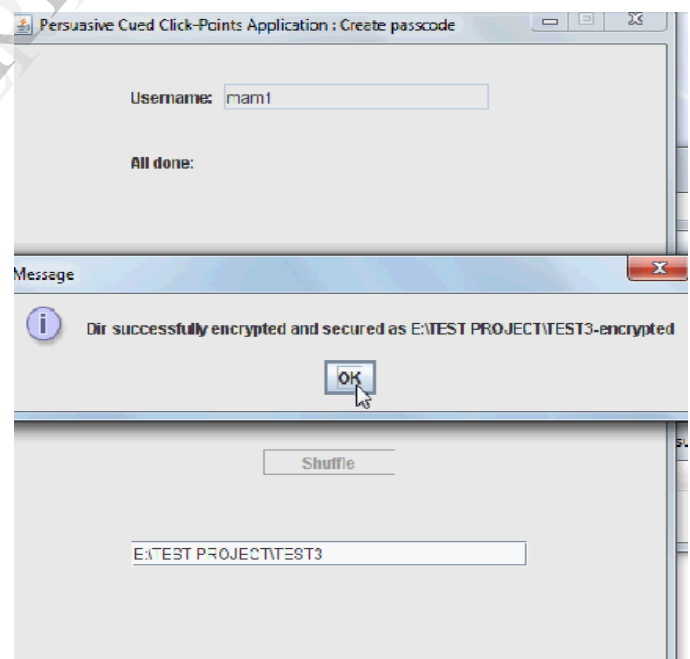 Persuasive Cued Click-Points Application : Create passcode
Username: mam1
All done:
Message
Dir successfully encrypted and secured as E:\TEST PROJECT\TEST3-encrypted
OK
Shuffle
E:\TEST PROJECT\TEST3